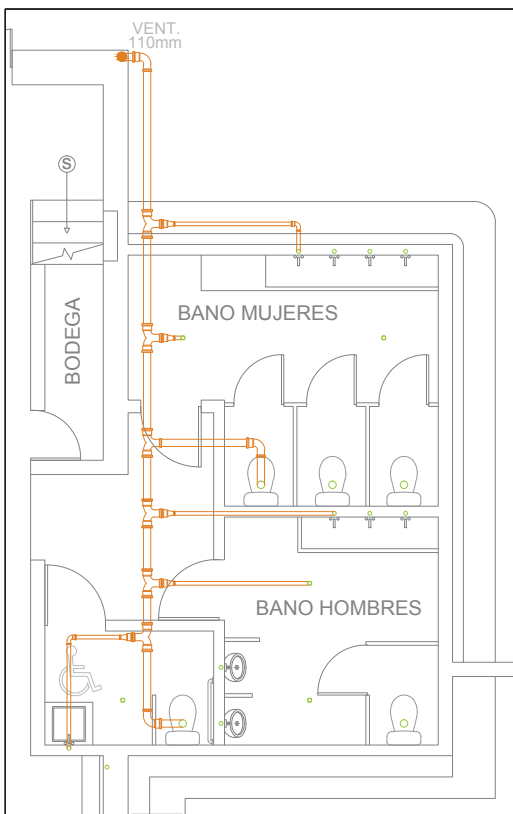 VENT.
110mm
S
BANO MUJERES
BODEGA
BANO HOMBRES